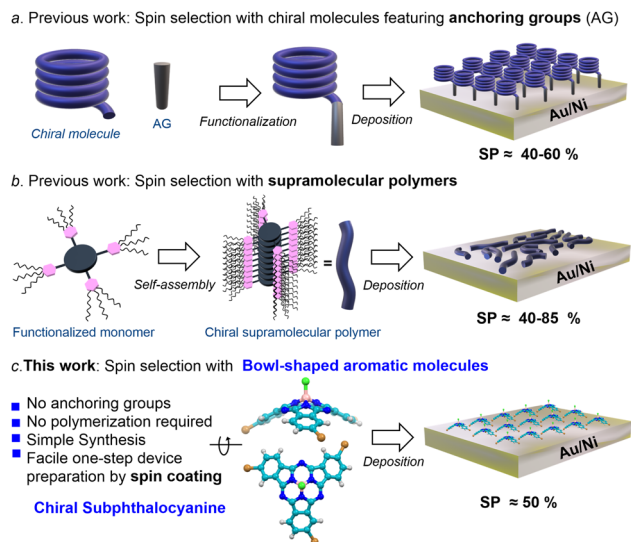 a. Previous work: Spin selection with chiral molecules featuring anchoring groups (AG)
Chiral molecule
AG
Functionalization
Deposition
Au/Ni
SP ≈ 40-60 %
b. Previous work: Spin selection with supramolecular polymers
Self-assembly
=
Deposition
Au/Ni
Functionalized monomer
Chiral supramolecular polymer
SP ≈ 40-85 %
c.This work: Spin selection with Bowl-shaped aromatic molecules
No anchoring groups
No polymerization required
Simple Synthesis
Facile one-step device
preparation by spin coating
Chiral Subphthalocyanine
Deposition
Au/Ni
SP ≈ 50 %